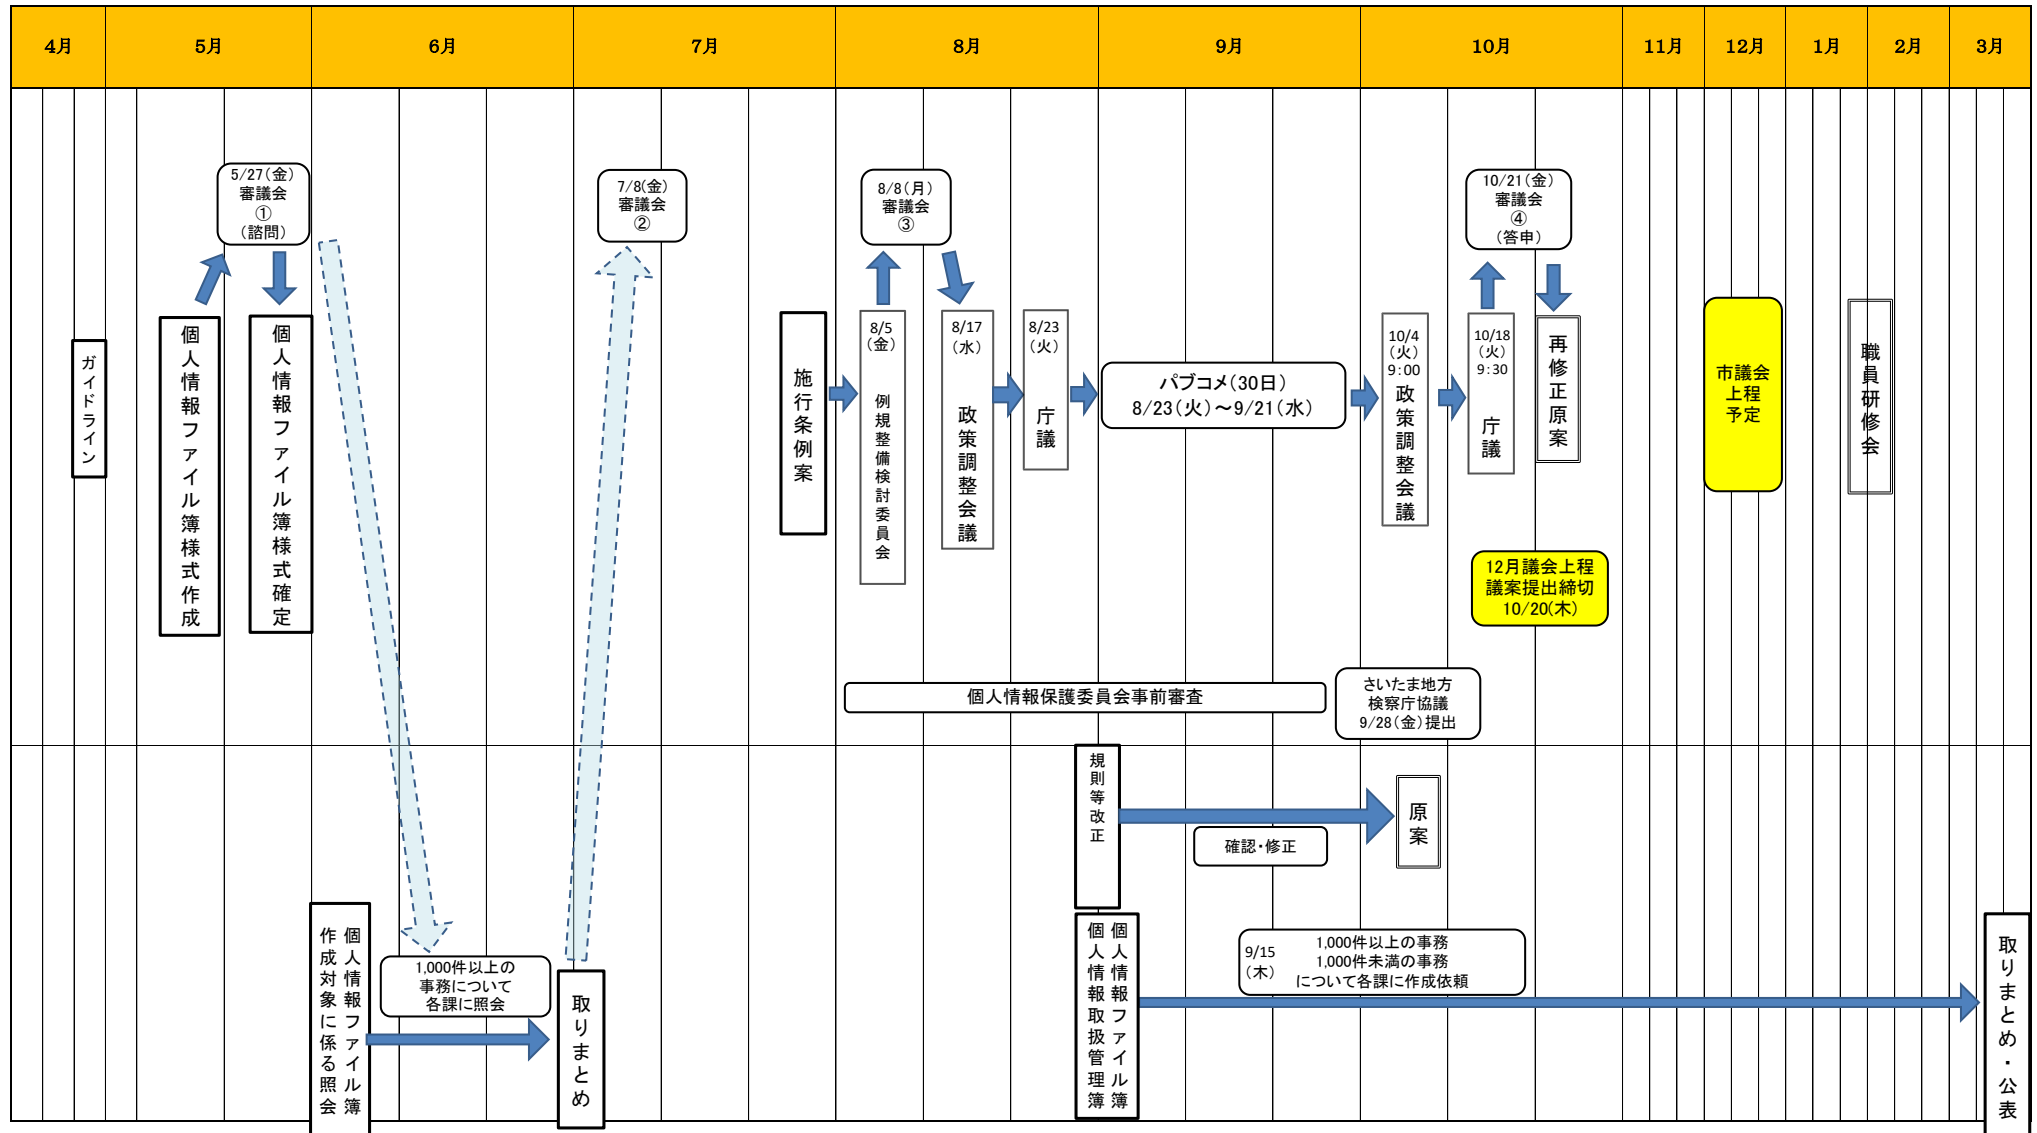 4月
5月
6月
7月
8月
9月
10月
11月
12月
1月
2月
3月
ガイドライン
5/27(金)
審議会
①
(諮問)
個人情報ファイル簿様式作成
個人情報ファイル簿様式確定
7/8(金)
審議会
②
施行条例案
8/8(月)
審議会
③
8/5
(金)
例規整備検討委員会
8/17
(水)
政策調整会議
8/23
(火)
庁議
パブコメ(30日)
8/23(火)～9/21(水)
10/4
(火)
9:00
政策調整会議
10/21(金)
審議会
④
(答申)
10/18
(火)
9:30
庁議
再修正原案
12月議会上程
議案提出締切
10/20(木)
市議会
上程
予定
職員研修会
個人情報保護委員会事前審査
さいたま地方
検察庁協議
9/28(金)提出
規則等改正
確認・修正
原案
個人情報ファイル簿
作成対象に係る照会
1,000件以上の
事務について
各課に照会
取りまとめ
個人情報ファイル簿
個人情報取扱管理簿
9/15
(木)
1,000件以上の事務
1,000件未満の事務
について各課に作成依頼
取りまとめ・公表